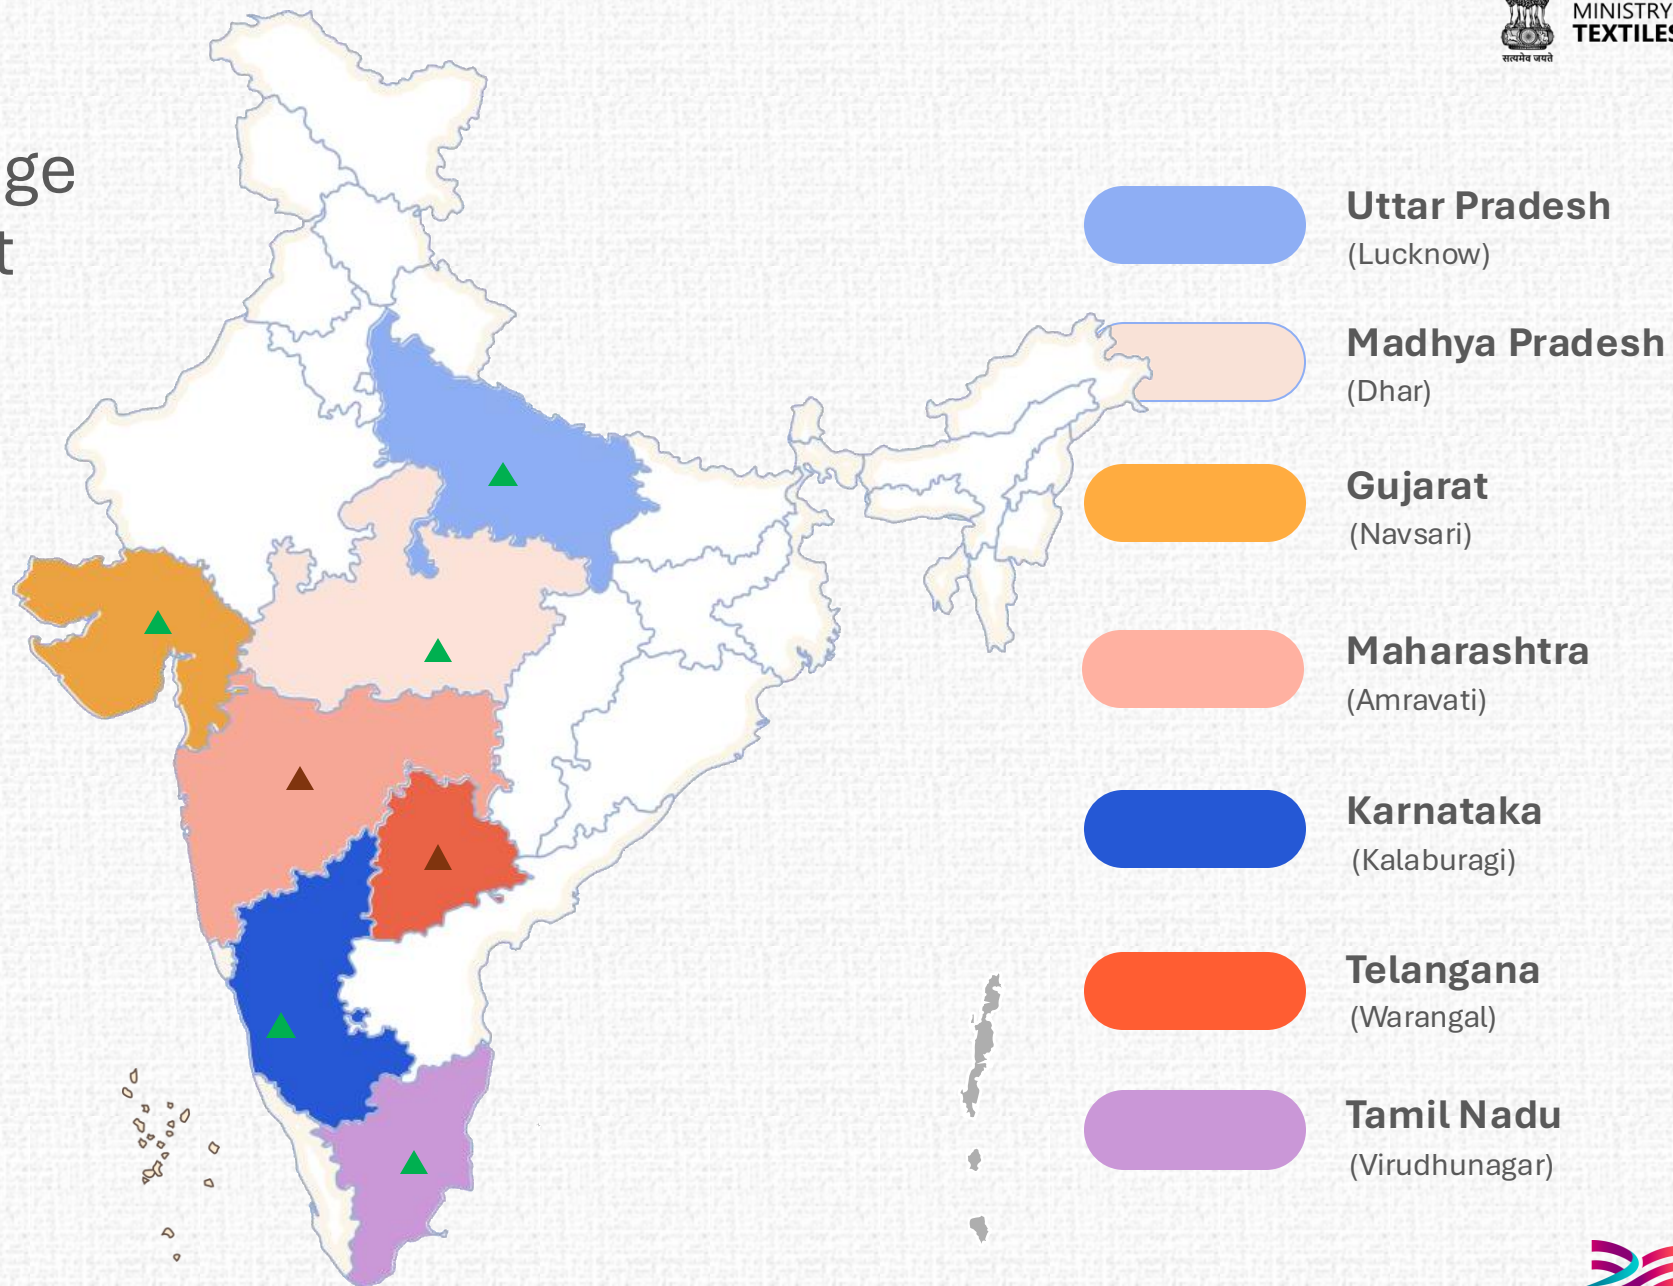 MINISTRY
TEXTILES
सत्यमेव जयते
ge
t
Uttar Pradesh
(Lucknow)
Madhya Pradesh
(Dhar)
Gujarat
(Navsari)
Maharashtra
(Amravati)
Karnataka
(Kalaburagi)
Telangana
(Warangal)
Tamil Nadu
(Virudhunagar)